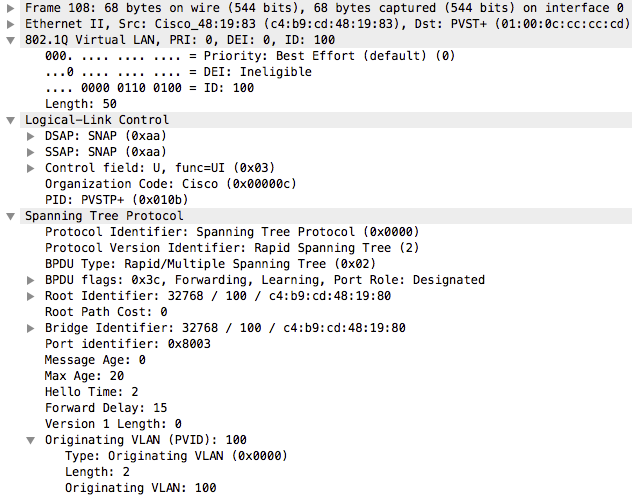 Frame 108: 68 bytes on wire (544 bits), 68 bytes captured (544 bits) on interface 0
Ethernet II, Src: Cisco_48:19:83 (c4:b9:cd:48:19:83), Dst: PVST+ (01:00:0c:cc:cc:cd)
802.1Q Virtual LAN, PRI: 0, DEI: 0, ID: 100
000. .... .... .... = Priority: Best Effort (default) (0)
...0 .... .... .... = DEI: Ineligible
.... 0000 0110 0100 = ID: 100
Length: 50
Logical-Link Control
DSAP: SNAP (0xaa)
SSAP: SNAP (0xaa)
Control field: U, func=UI (0x03)
Organization Code: Cisco (0x00000c)
PID: PVSTP+ (0x010b)
Spanning Tree Protocol
Protocol Identifier: Spanning Tree Protocol (0x0000)
Protocol Version Identifier: Rapid Spanning Tree (2)
BPDU Type: Rapid/Multiple Spanning Tree (0x02)
BPDU flags: 0x3c, Forwarding, Learning, Port Role: Designated
Root Identifier: 32768 / 100 / c4:b9:cd:48:19:80
Root Path Cost: 0
Bridge Identifier: 32768 / 100 / c4:b9:cd:48:19:80
Port identifier: 0x8003
Message Age: 0
Max Age: 20
Hello Time: 2
Forward Delay: 15
Version 1 Length: 0
Originating VLAN (PVID): 100
Type: Originating VLAN (0x0000)
Length: 2
Originating VLAN: 100